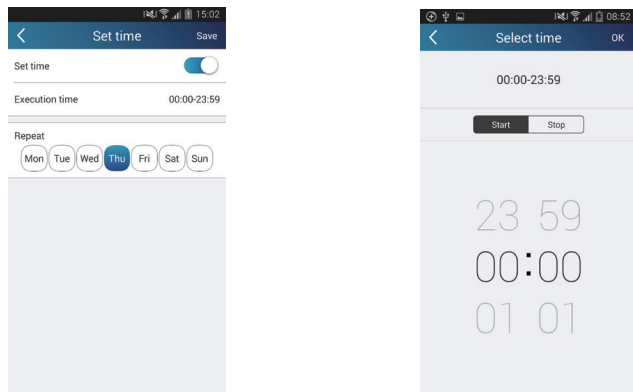 15:02
Set time
Save
Set time
Execution time 00:00-23:59
Repeat
Mon Tue Wed Thu Fri Sat Sun
08:52
Select time
OK
00:00-23:59
Start Stop
23 59
00:00
01 01